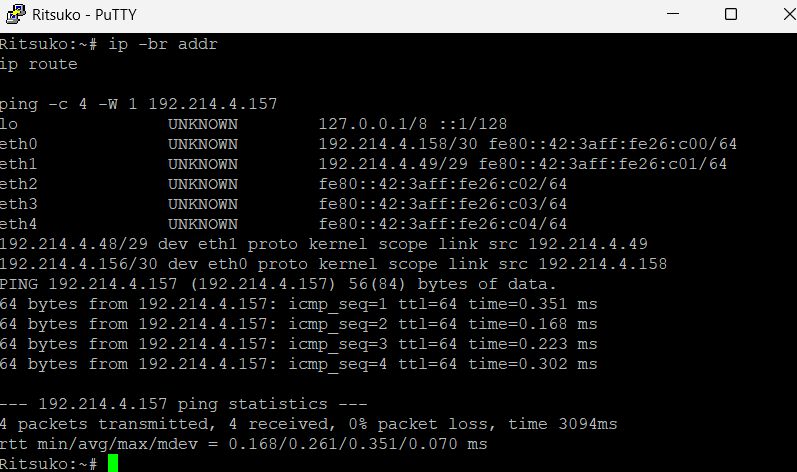 Ritsuko - PuTTY
Ritsuko:~# ip -br addr
ip route

ping -c 4 -W 1 192.214.4.157
lo               UNKNOWN        127.0.0.1/8 ::1/128
eth0             UNKNOWN        192.214.4.158/30 fe80::42:3aff:fe26:c00/64
eth1             UNKNOWN        192.214.4.49/29 fe80::42:3aff:fe26:c01/64
eth2             UNKNOWN        fe80::42:3aff:fe26:c02/64
eth3             UNKNOWN        fe80::42:3aff:fe26:c03/64
eth4             UNKNOWN        fe80::42:3aff:fe26:c04/64
192.214.4.48/29 dev eth1 proto kernel scope link src 192.214.4.49
192.214.4.156/30 dev eth0 proto kernel scope link src 192.214.4.158
PING 192.214.4.157 (192.214.4.157) 56(84) bytes of data.
64 bytes from 192.214.4.157: icmp_seq=1 ttl=64 time=0.351 ms
64 bytes from 192.214.4.157: icmp_seq=2 ttl=64 time=0.168 ms
64 bytes from 192.214.4.157: icmp_seq=3 ttl=64 time=0.223 ms
64 bytes from 192.214.4.157: icmp_seq=4 ttl=64 time=0.302 ms

--- 192.214.4.157 ping statistics ---
4 packets transmitted, 4 received, 0% packet loss, time 3094ms
rtt min/avg/max/mdev = 0.168/0.261/0.351/0.070 ms
Ritsuko:~#